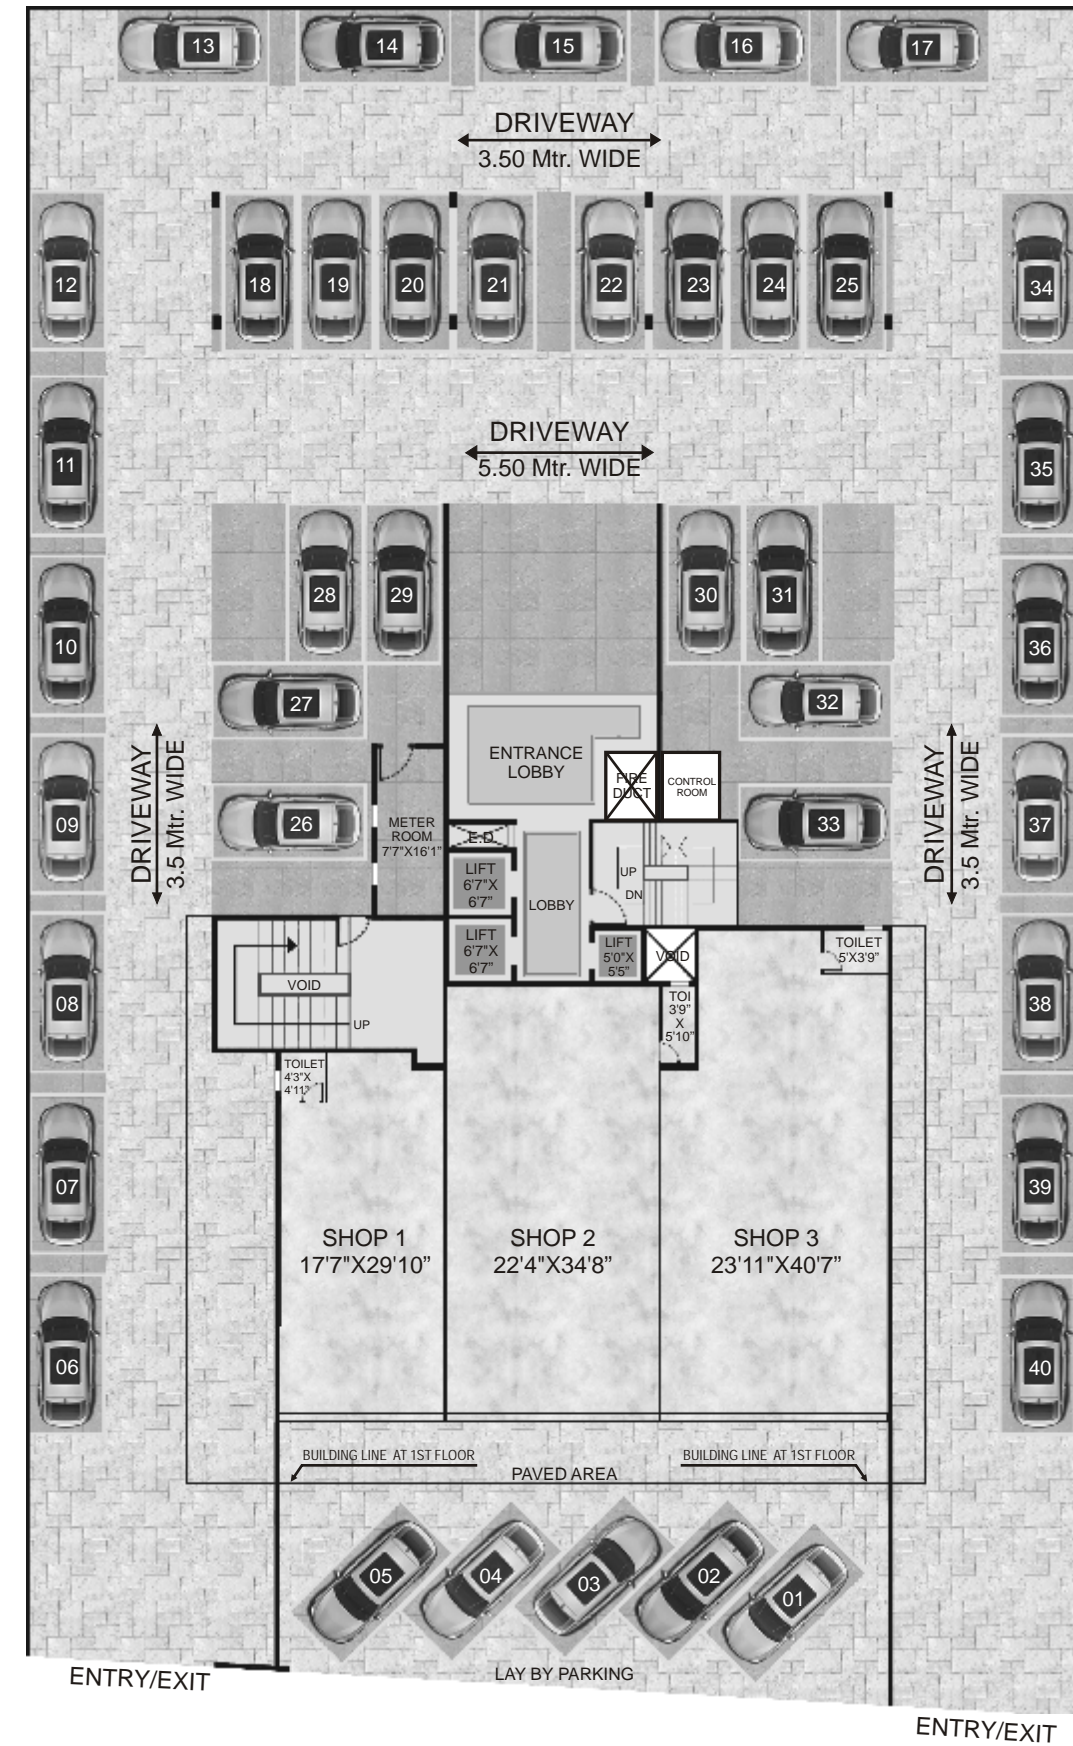 13
14
15
16
17
DRIVEWAY
3.50 Mtr. WIDE
12
18
19
20
21
22
23
24
25
34
DRIVEWAY
5.50 Mtr. WIDE
11
35
28
29
30
31
10
36
27
32
ENTRANCE
LOBBY
FIRE
DUCT
CONTROL
ROOM
DRIVEWAY
3.5 Mtr. WIDE
DRIVEWAY
3.5 Mtr. WIDE
09
26
METER
ROOM
7'7"X16'1"
E.D
33
37
LIFT
6'7"X
6'7"
UP
DN
LOBBY
LIFT
6'7"X
6'7"
LIFT
5'0"X
5'5"
VOID
TOILET
5'X3'9"
08
VOID
UP
TOI
3'9"
X
5'10"
38
TOILET
4'3"X
4'11"
07
39
SHOP 1
17'7"X29'10”
SHOP 2
22'4"X34'8”
SHOP 3
23'11"X40'7”
06
40
BUILDING LINE AT 1ST FLOOR
BUILDING LINE AT 1ST FLOOR
PAVED AREA
05
04
03
02
01
LAY BY PARKING
ENTRY/EXIT
ENTRY/EXIT